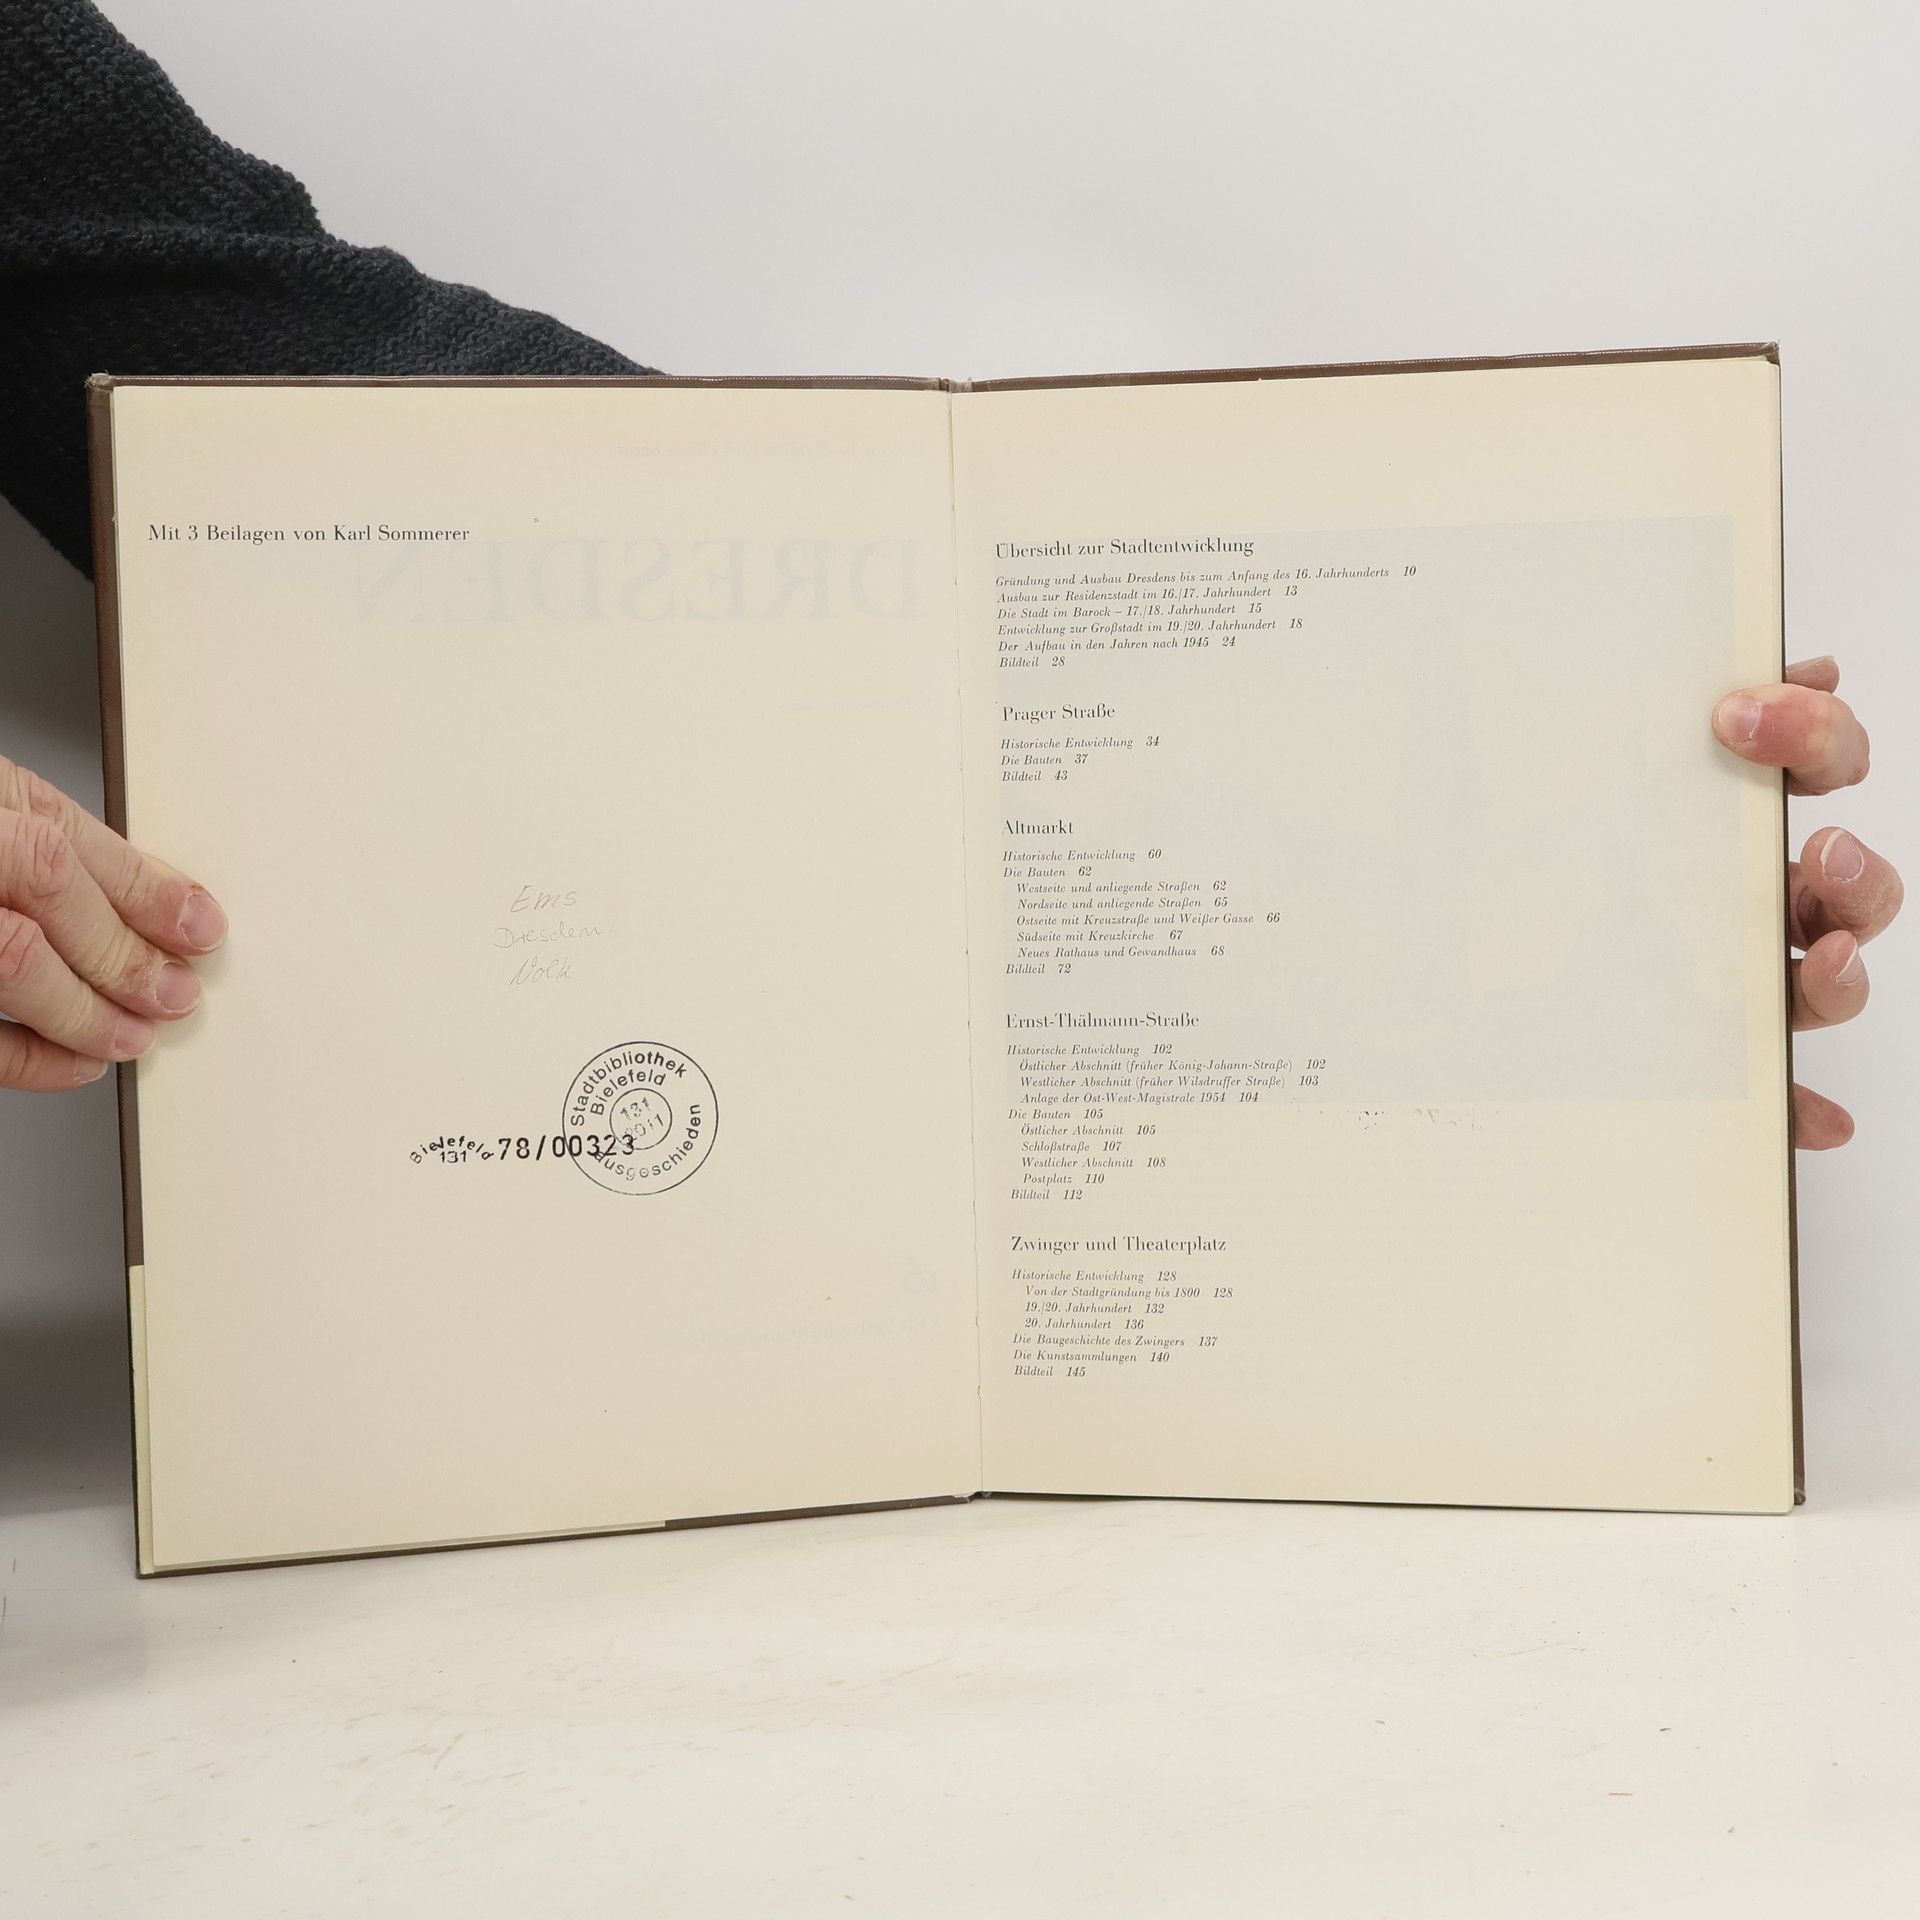 Mit 3 Beilagen von Karl Sommerer
DRESDEN
Ems
Dresden
Volk
Stadtbibliothek
Bielefeld
131
2011
ausgeschieden
Bielefeld
131
78/00323
Übersicht zur Stadtentwicklung
Gründung und Ausbau Dresdens bis zum Anfang des 16. Jahrhunderts 10
Ausbau zur Residenzstadt im 16./17. Jahrhundert 13
Die Stadt im Barock – 17./18. Jahrhundert 15
Entwicklung zur Großstadt im 19./20. Jahrhundert 18
Der Aufbau in den Jahren nach 1945 24
Bildteil 28
Prager Straße
Historische Entwicklung 34
Die Bauten 37
Bildteil 43
Altmarkt
Historische Entwicklung 60
Die Bauten 62
Westseite und anliegende Straßen 62
Nordseite und anliegende Straßen 65
Ostseite mit Kreuzstraße und Weißer Gasse 66
Südseite mit Kreuzkirche 67
Neues Rathaus und Gewandhaus 68
Bildteil 72
Ernst-Thälmann-Straße
Historische Entwicklung 102
Östlicher Abschnitt (früher König-Johann-Straße) 102
Westlicher Abschnitt (früher Wilsdruffer Straße) 103
Anlage der Ost-West-Magistrale 1954 104
Die Bauten 105
Östlicher Abschnitt 105
Schloßstraße 107
Westlicher Abschnitt 108
Postplatz 110
Bildteil 112
Zwinger und Theaterplatz
Historische Entwicklung 128
Von der Stadtgründung bis 1800 128
19./20. Jahrhundert 132
20. Jahrhundert 136
Die Baugeschichte des Zwingers 137
Die Kunstsammlungen 140
Bildteil 145